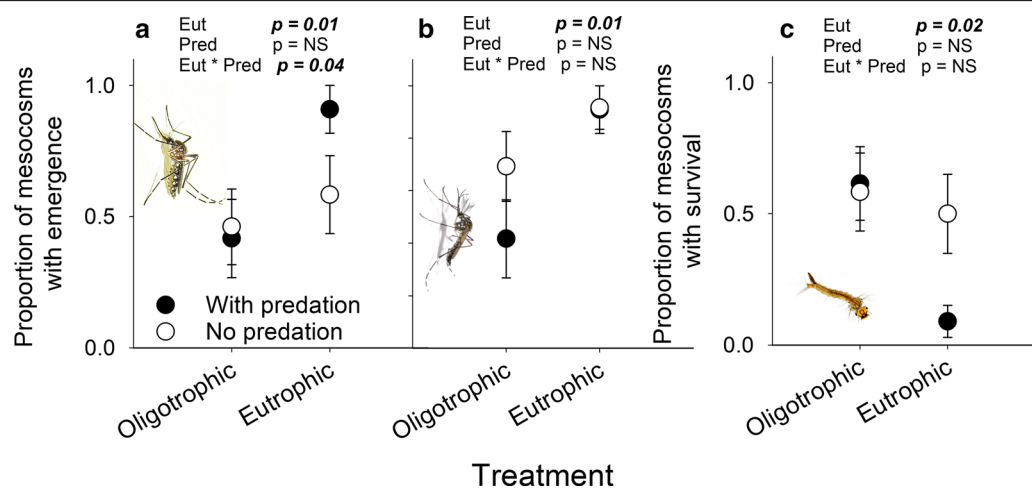 a
Eut p = 0.01
Pred p = NS
Eut * Pred p = 0.04
Proportion of mesocosms
with emergence
1.0
0.5
0.0
With predation
No predation
Oligotrophic
Eutrophic
b
Eut p = 0.01
Pred p = NS
Eut * Pred p = NS
Oligotrophic
Eutrophic
c
Eut p = 0.02
Pred p = NS
Eut * Pred p = NS
Proportion of mesocosms
with survival
1.0
0.5
0.0
Oligotrophic
Eutrophic
Treatment